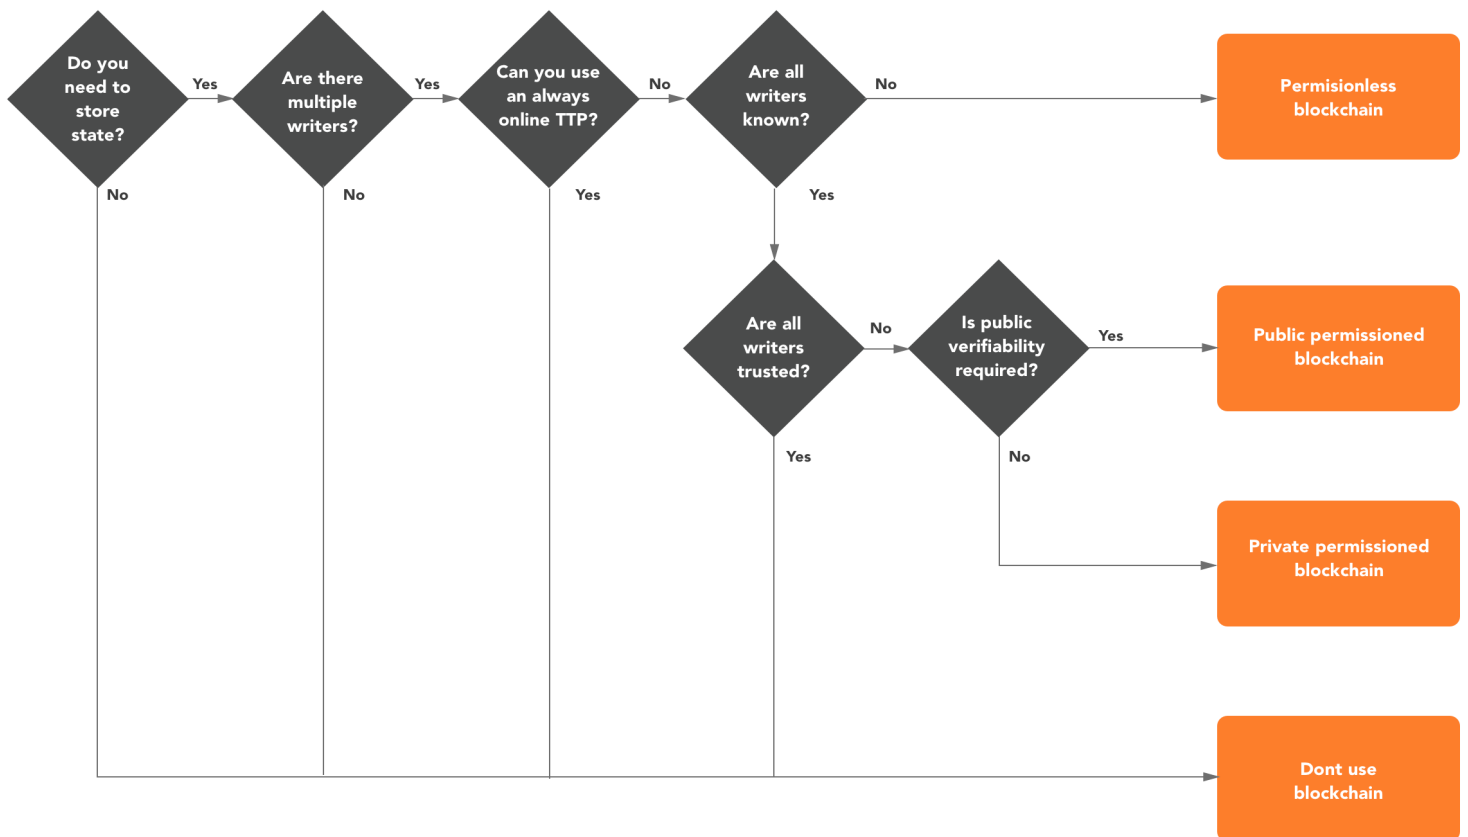 Do you
need to
store
state?
Yes
No
Are there
multiple
writers?
Yes
No
Can you use
an always
online TTP?
No
Yes
Are all
writers
known?
No
Yes
Permisionless
blockchain
Are all
writers
trusted?
No
Yes
Is public
verifiability
required?
Yes
No
Public permissioned
blockchain
Private permissioned
blockchain
Dont use
blockchain